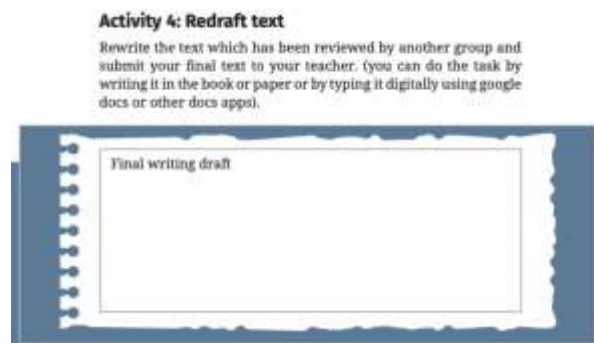 Activity 4: Redraft text
Rewrite the text which has been reviewed by another group and
submit your final text to your teacher. (you can do the task by
writing it in the book or paper or by typing it digitally using google
docs or other docs apps).
Final writing draft